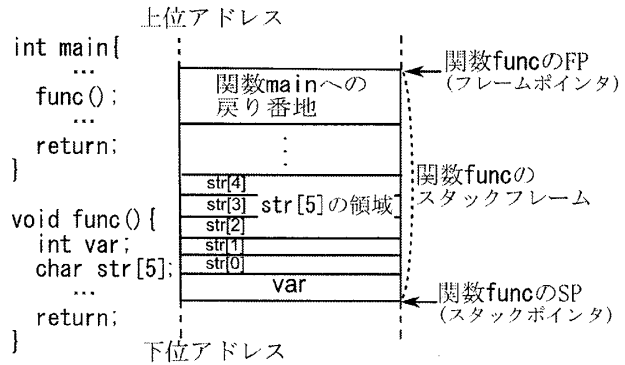 上位アドレス
int main{
…
func();
…
return;
}
void func(){
int var;
char str[5];
…
return;
}
関数mainへの
戻り番地
⋮
str[4]
str[3]
str[2]
str[1]
str[0]
str[5]の領域
var
下位アドレス
関数funcのFP
(フレームポインタ)
関数funcの
スタックフレーム
関数funcのSP
(スタックポインタ)